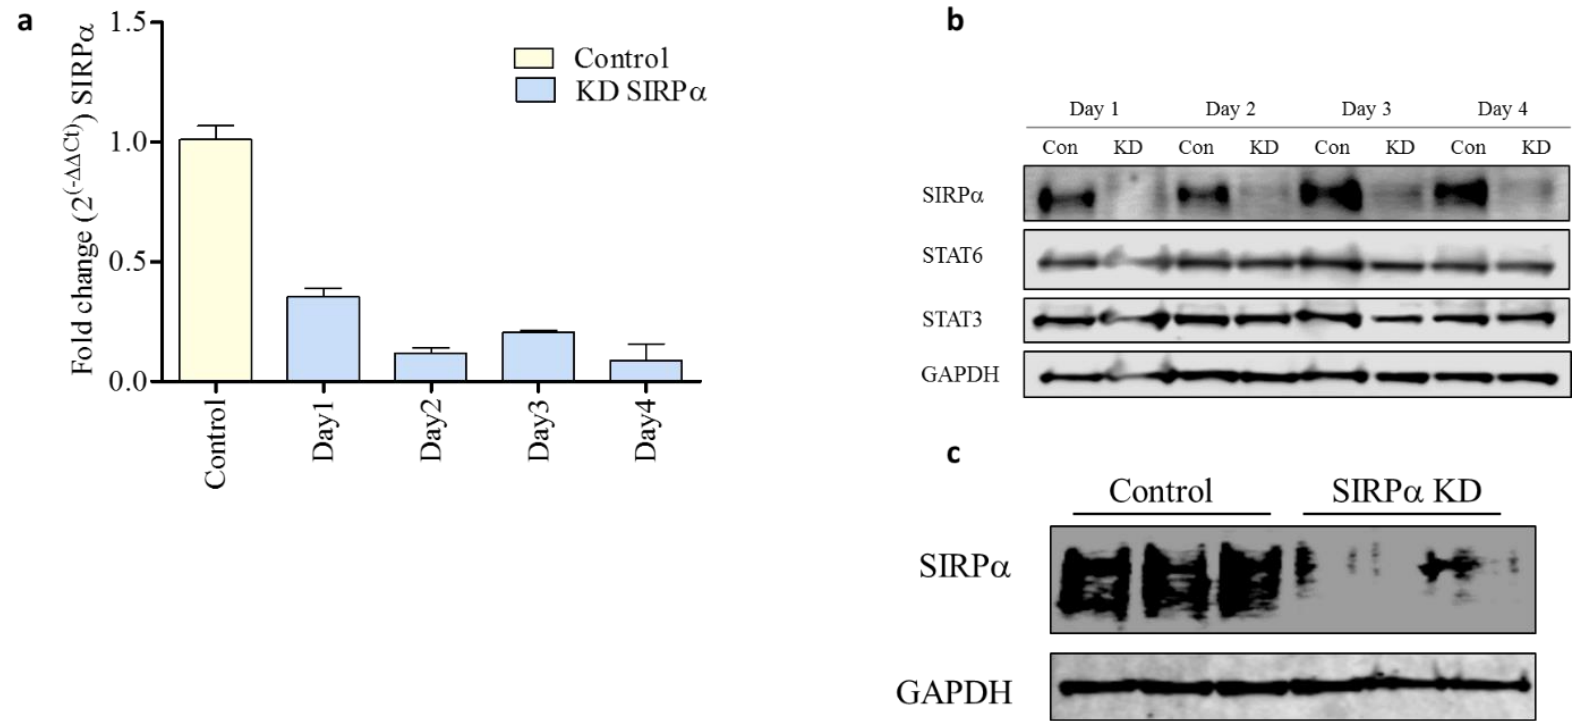 a
Fold change (2^(-ΔΔCt)) SIRPα
1.5
1.0
0.5
0.0
Control
KD SIRPα
Control
Day1
Day2
Day3
Day4
b
Day 1 Day 2 Day 3 Day 4
Con KD Con KD Con KD Con KD
SIRPα
STAT6
STAT3
GAPDH
c
Control SIRPα KD
SIRPα
GAPDH